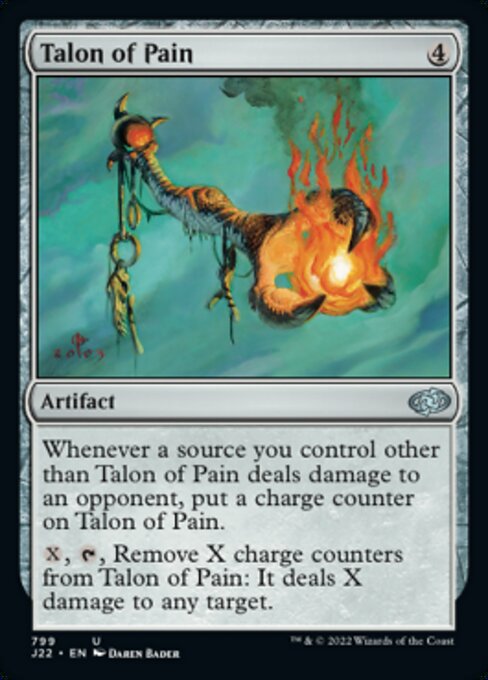 Talon of Pain 4
2003
Artifact
Whenever a source you control other
than Talon of Pain deals damage to
an opponent, put a charge counter
on Talon of Pain.
X, , Remove X charge counters
from Talon of Pain: It deals X
damage to any target.
799 U
J22 • EN Daren Bader
™ & © 2022 Wizards of the Coast